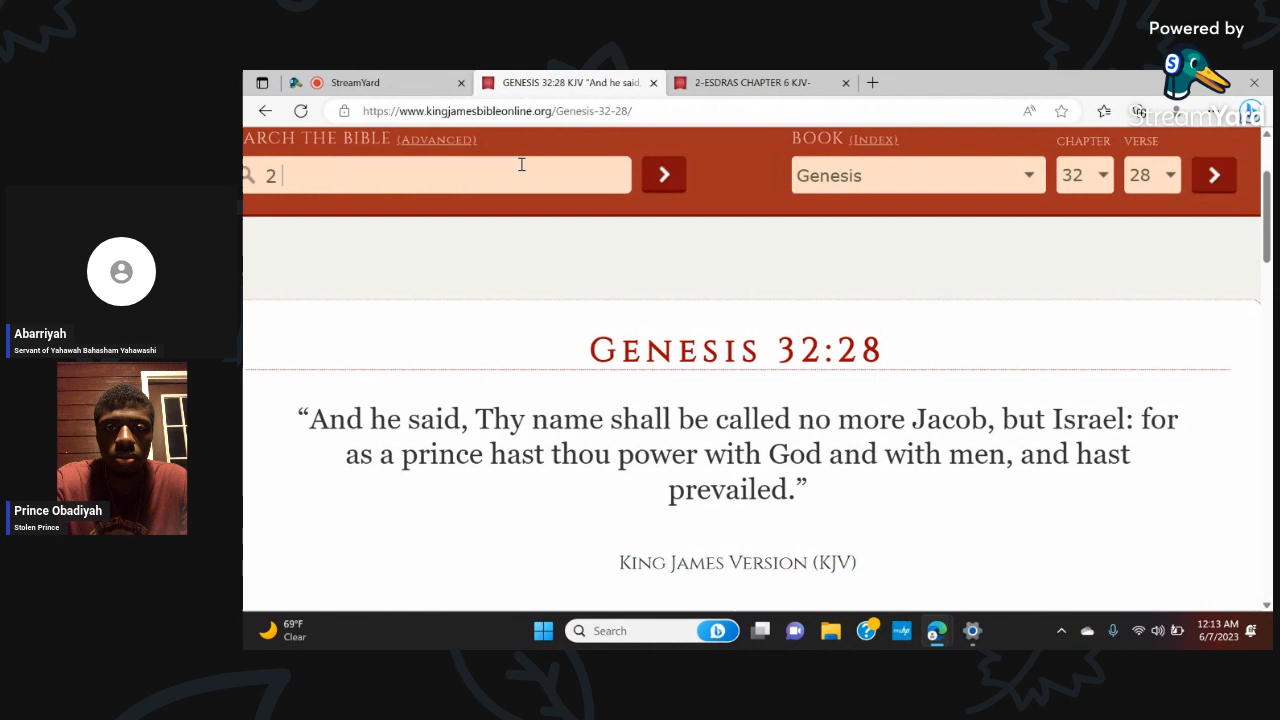 Powered by
StreamYard
StreamYard
GENESIS 32:28 KJV "And he said,
2-ESDRAS CHAPTER 6 KJV-
https://www.kingjamesbibleonline.org/Genesis-32-28/
ARCH THE BIBLE (ADVANCED)
BOOK (INDEX)
CHAPTER
VERSE
2
Genesis
32
28
GENESIS 32:28
“And he said, Thy name shall be called no more Jacob, but Israel: for
as a prince hast thou power with God and with men, and hast
prevailed.”
KING JAMES VERSION (KJV)
Abarriyah
Servant of Yahawah Bahasham Yahawashi
Prince Obadiyah
Stolen Prince
69°F
Clear
Search
12:13 AM
6/7/2023